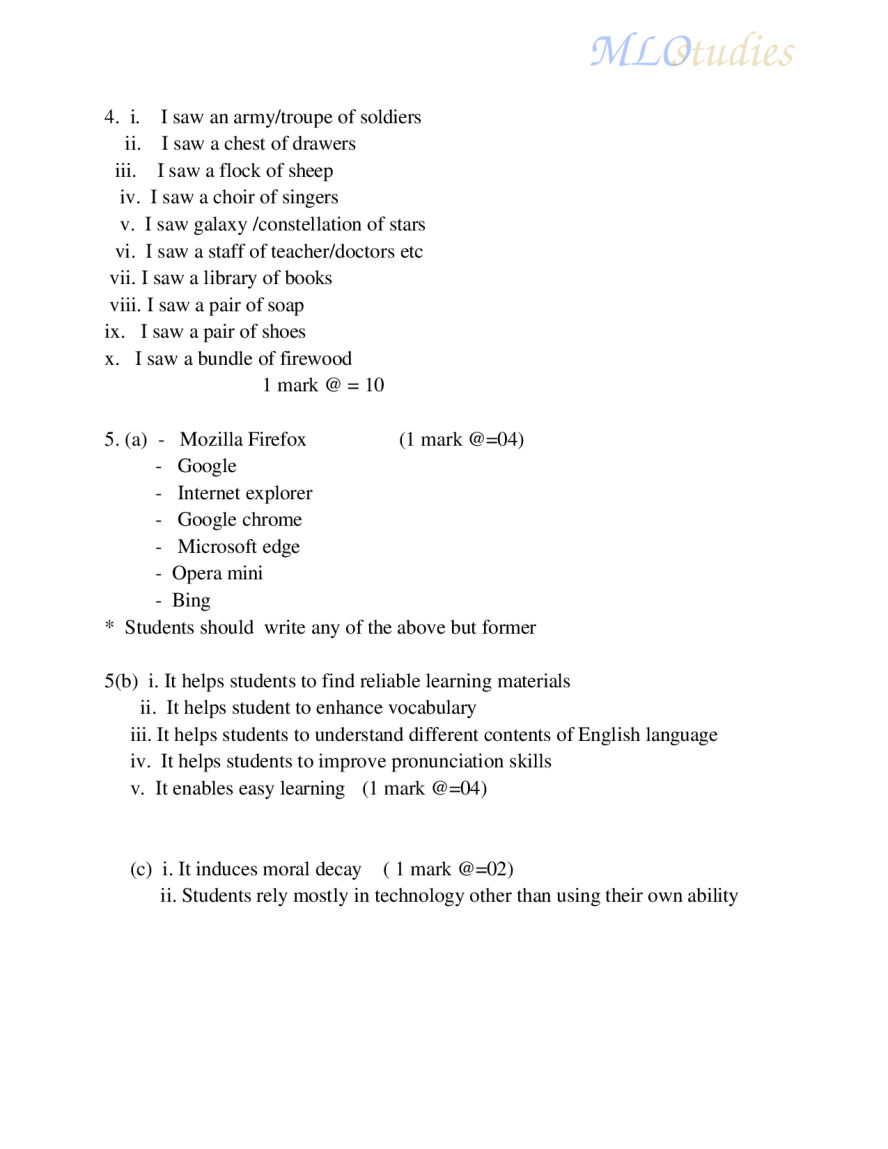 MLOstudies
4. i. I saw an army/troupe of soldiers
ii. I saw a chest of drawers
iii. I saw a flock of sheep
iv. I saw a choir of singers
v. I saw galaxy /constellation of stars
vi. I saw a staff of teacher/doctors etc
vii. I saw a library of books
viii. I saw a pair of soap
ix. I saw a pair of shoes
x. I saw a bundle of firewood
1 mark @ = 10
5. (a) - Mozilla Firefox (1 mark @=04)
- Google
- Internet explorer
- Google chrome
- Microsoft edge
- Opera mini
- Bing
* Students should write any of the above but former
5(b) i. It helps students to find reliable learning materials
ii. It helps student to enhance vocabulary
iii. It helps students to understand different contents of English language
iv. It helps students to improve pronunciation skills
v. It enables easy learning (1 mark @=04)
(c) i. It induces moral decay ( 1 mark @=02)
ii. Students rely mostly in technology other than using their own ability